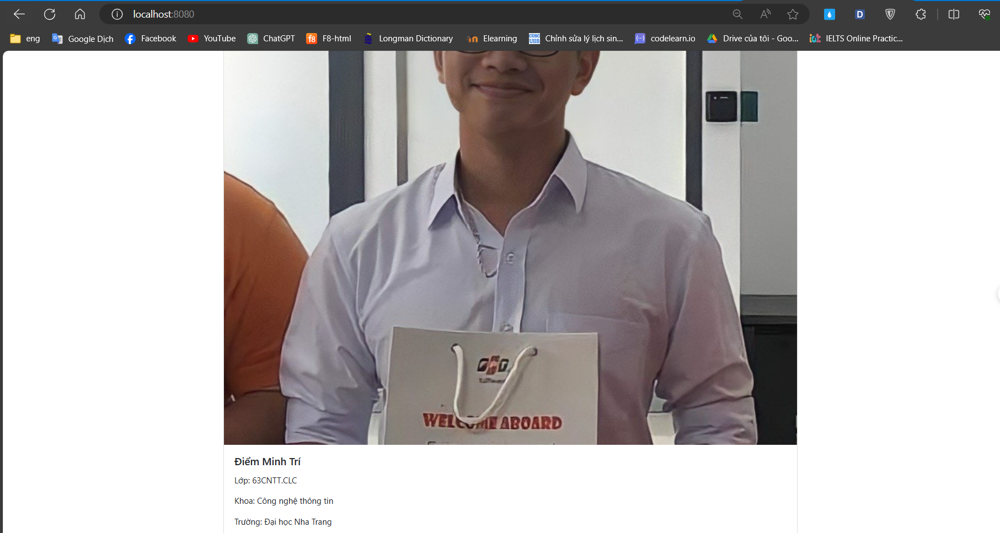 localhost:8080
eng Google Dịch Facebook YouTube ChatGPT F8-html Longman Dictionary Elearning Chỉnh sửa lý lịch sin... codelearn.io Drive của tôi - Goo... IELTS Online Practic...
WELCOME ABOARD
Điểm Minh Trí
Lớp: 63CNTT.CLC
Khoa: Công nghệ thông tin
Trường: Đại học Nha Trang